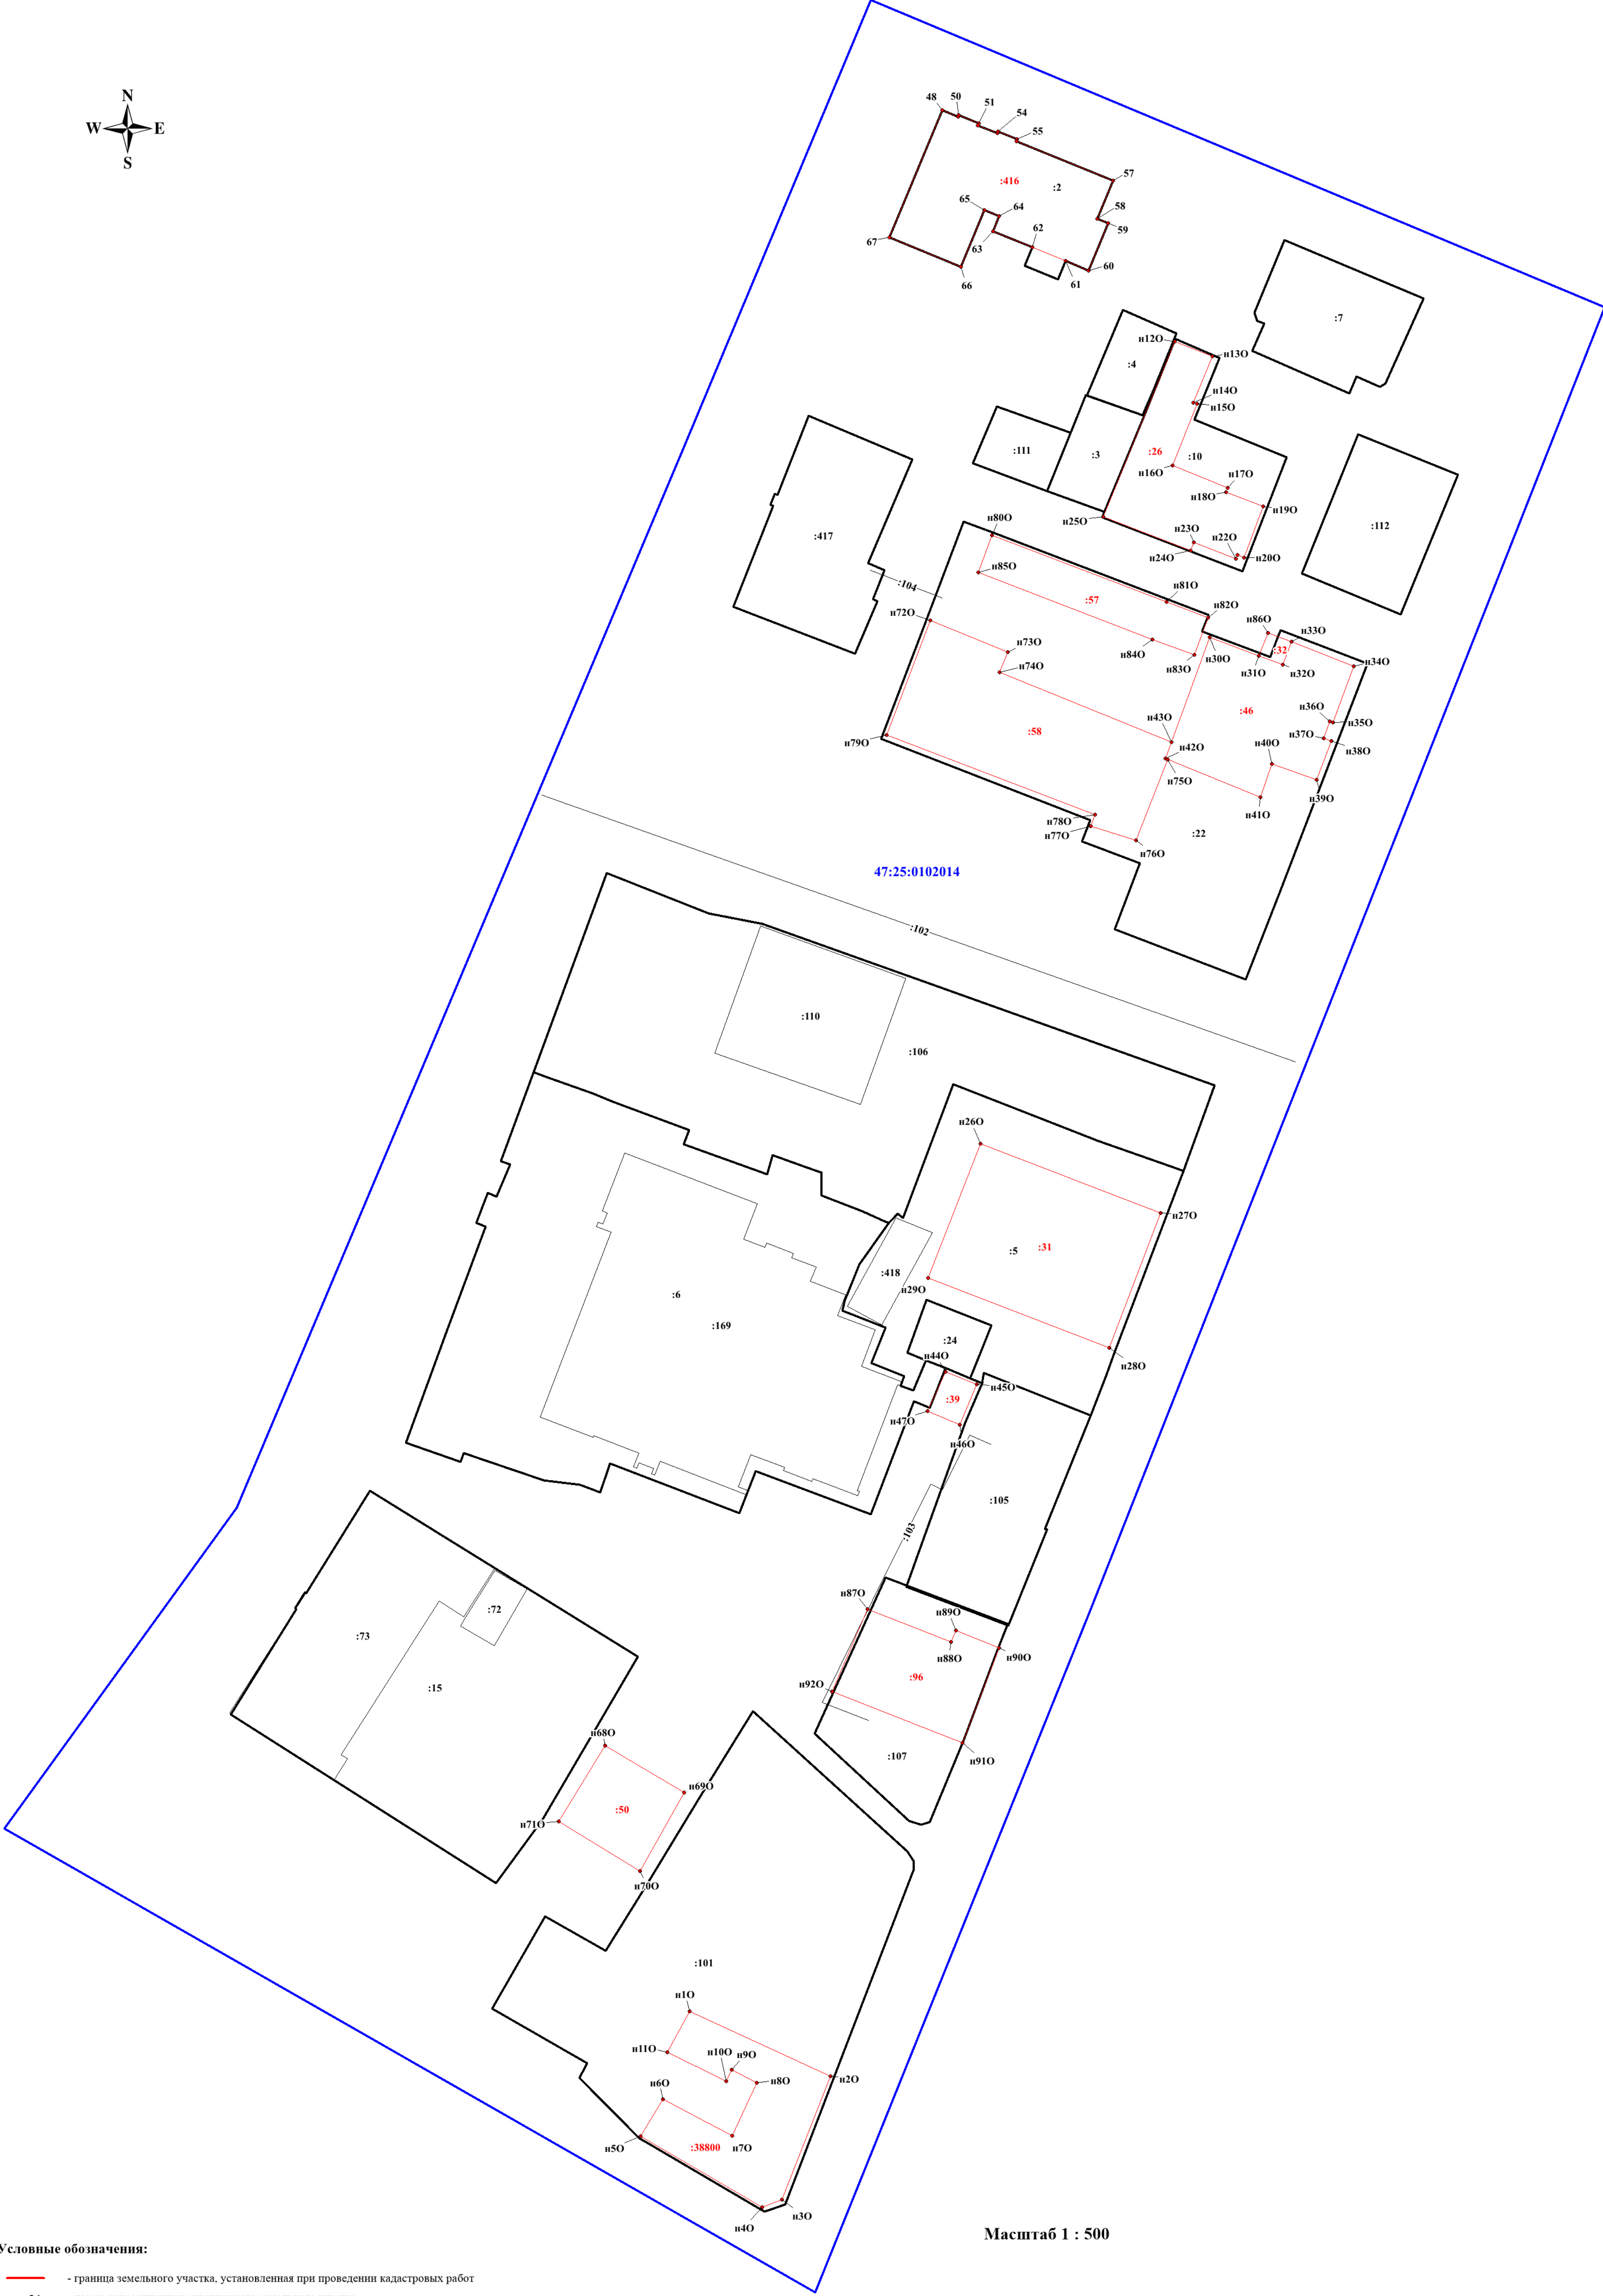 N
W E
S
48
50
51
54
55
57
:416
:2
58
59
65
64
62
63
67
60
61
66
:7
н12О
н13О
:4
н14О
н15О
:26
:111
:3
:10
н16О
н17О
н18О
н19О
н25О
н80О
н23О
н22О
:112
:417
н24О
н20О
н85О
:104
н81О
:57
н82О
н72О
н86О
н33О
н73О
н84О
н83О
н30О
:32
н74О
н31О
н32О
н34О
:46
н43О
н36О
н35О
:58
н37О
н38О
н79О
н42О
н40О
н75О
н39О
н41О
н78О
н77О
:22
н76О
47:25:0102014
:102
:110
:106
н26О
н27О
:5
:31
:418
н29О
:6
:169
:24
н44О
н28О
н45О
:39
н47О
н46О
:105
:103
н87О
н89О
:72
:73
н88О
н90О
:96
:15
н92О
н68О
н91О
:107
н69О
:50
н71О
н70О
:101
н1О
н11О
н10О
н9О
н8О
н2О
н6О
н5О
:38800
н7О
н3О
н4О
Масштаб 1 : 500
Условные обозначения:
- граница земельного участка, установленная при проведении кадастровых работ